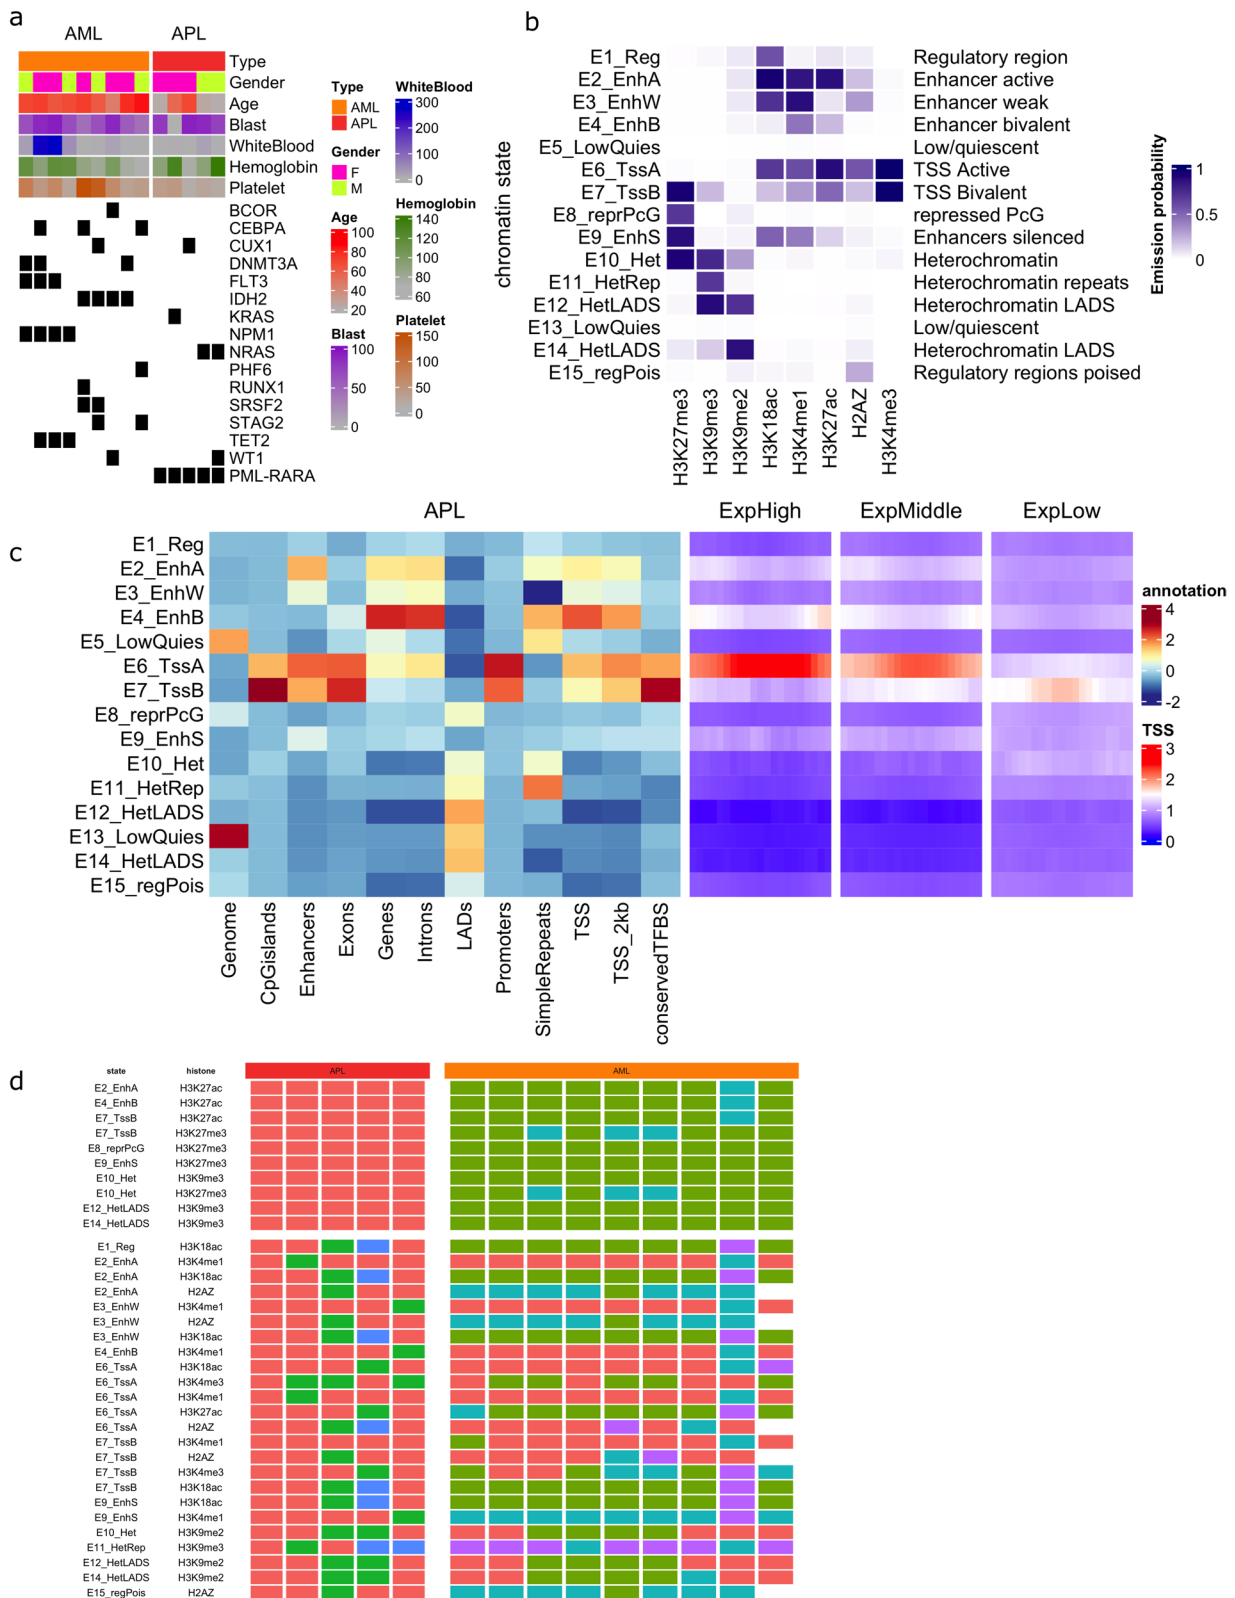 a
AML APL
Type
Gender
Age
Blast
WhiteBlood
Hemoglobin
Platelet
BCOR
CEBPA
CUX1
DNMT3A
FLT3
IDH2
KRAS
NPM1
NRAS
PHF6
RUNX1
SRSF2
STAG2
TET2
WT1
PML-RARA
Type
AML
APL
Gender
F
M
Age
100
80
60
40
20
Blast
100
50
0
WhiteBlood
300
200
100
0
Hemoglobin
140
120
100
80
60
Platelet
150
100
50
0
b
chromatin state
E1_Reg Regulatory region
E2_EnhA Enhancer active
E3_EnhW Enhancer weak
E4_EnhB Enhancer bivalent
E5_LowQuies Low/quiescent
E6_TssA TSS Active
E7_TssB TSS Bivalent
E8_reprPcG repressed PcG
E9_EnhS Enhancers silenced
E10_Het Heterochromatin
E11_HetRep Heterochromatin repeats
E12_HetLADS Heterochromatin LADS
E13_LowQuies Low/quiescent
E14_HetLADS Heterochromatin LADS
E15_regPois Regulatory regions poised
H3K27me3
H3K9me3
H3K9me2
H3K18ac
H3K4me1
H3K27ac
H2AZ
H3K4me3
Emission probability
1
0.5
0
c
APL ExpHigh ExpMiddle ExpLow
E1_Reg
E2_EnhA
E3_EnhW
E4_EnhB
E5_LowQuies
E6_TssA
E7_TssB
E8_reprPcG
E9_EnhS
E10_Het
E11_HetRep
E12_HetLADS
E13_LowQuies
E14_HetLADS
E15_regPois
Genome
CpGislands
Enhancers
Exons
Genes
Introns
LADs
Promoters
SimpleRepeats
TSS
TSS_2kb
conservedTFBS
annotation
4
2
0
-2
TSS
3
2
1
0
d
state histone APL AML
E2_EnhA H3K27ac
E4_EnhB H3K27ac
E7_TssB H3K27ac
E7_TssB H3K27me3
E8_reprPcG H3K27me3
E9_EnhS H3K27me3
E10_Het H3K9me3
E10_Het H3K27me3
E12_HetLADS H3K9me3
E14_HetLADS H3K9me3
E1_Reg H3K18ac
E2_EnhA H3K4me1
E2_EnhA H3K18ac
E2_EnhA H2AZ
E3_EnhW H3K4me1
E3_EnhW H2AZ
E3_EnhW H3K18ac
E4_EnhB H3K4me1
E6_TssA H3K18ac
E6_TssA H3K4me3
E6_TssA H3K4me1
E6_TssA H3K27ac
E6_TssA H2AZ
E7_TssB H3K4me1
E7_TssB H2AZ
E7_TssB H3K4me3
E7_TssB H3K18ac
E9_EnhS H3K18ac
E9_EnhS H3K4me1
E10_Het H3K9me2
E11_HetRep H3K9me3
E12_HetLADS H3K9me2
E14_HetLADS H3K9me2
E15_regPois H2AZ